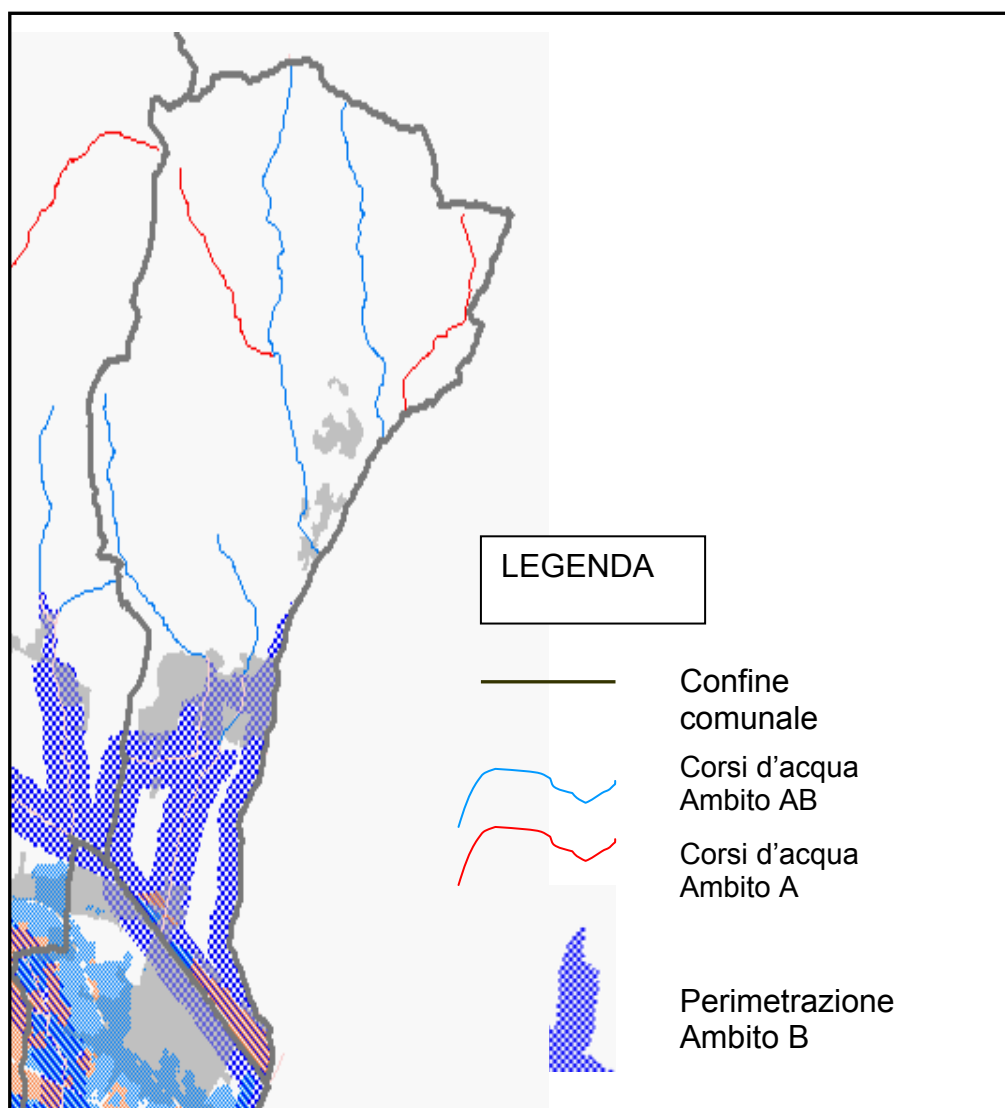 LEGENDA
Confine
comunale
Corsi d’acqua
Ambito AB
Corsi d’acqua
Ambito A
Perimetrazione
Ambito B